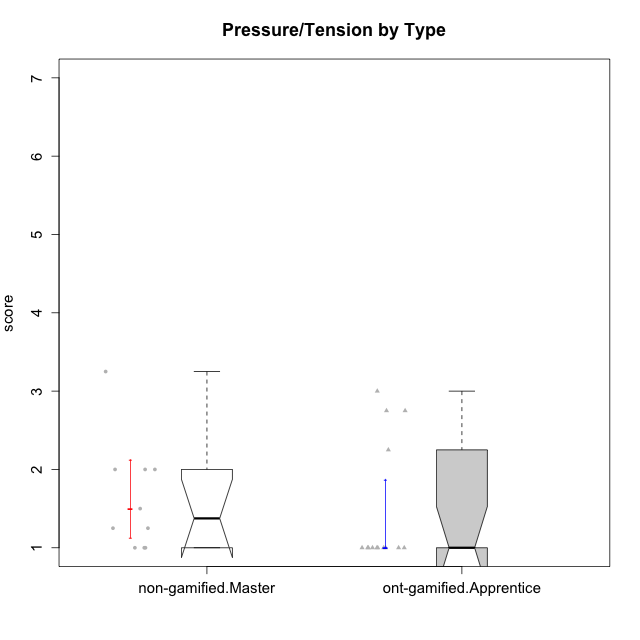 Pressure/Tension by Type
score
7
6
5
4
3
2
1
non-gamified.Master
ont-gamified.Apprentice